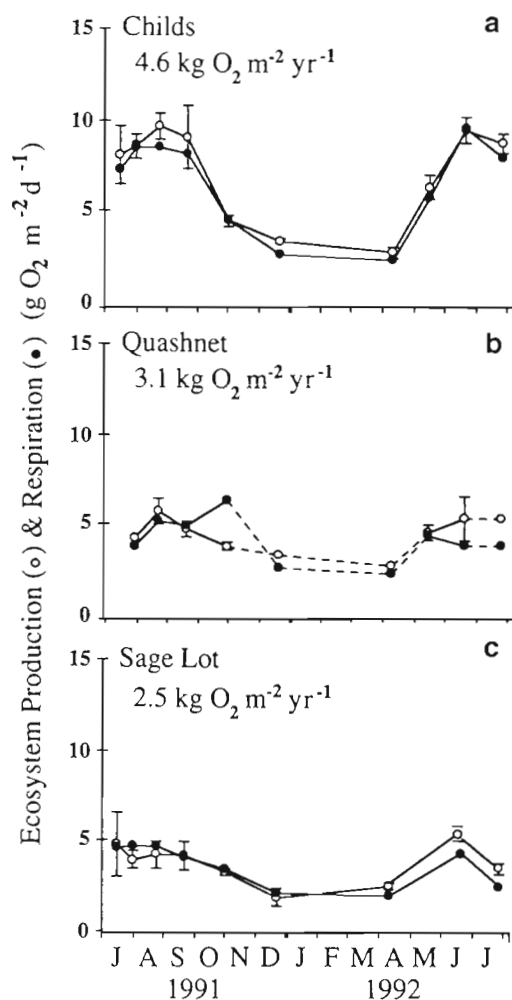 Ecosystem Production (○) & Respiration (●) (g O₂ m⁻² d⁻¹)
Childs
a
4.6 kg O₂ m⁻² yr⁻¹
15
10
5
0
Quashnet
b
3.1 kg O₂ m⁻² yr⁻¹
15
10
5
0
Sage Lot
c
2.5 kg O₂ m⁻² yr⁻¹
15
10
5
0
J A S O N D J F M A M J J
1991 1992